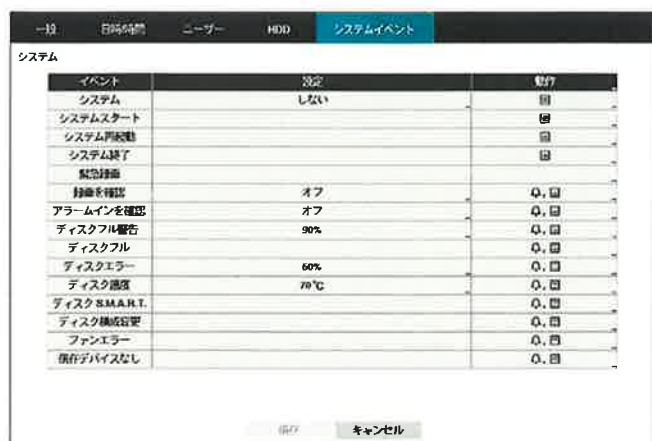 一般 日時/時間 ユーザー HDD システムイベント
システム
イベント 設定 動作
システム しない
システムスタート
システム再起動
システム終了
緊急録画
録画を確認 オフ
アラームインを確認 オフ
ディスクフル警告 90%
ディスクフル
ディスクエラー 60%
ディスク温度 70 °C
ディスク S.M.A.R.T.
ディスク構成変更
ファンエラー
保存デバイスなし
保存 キャンセル